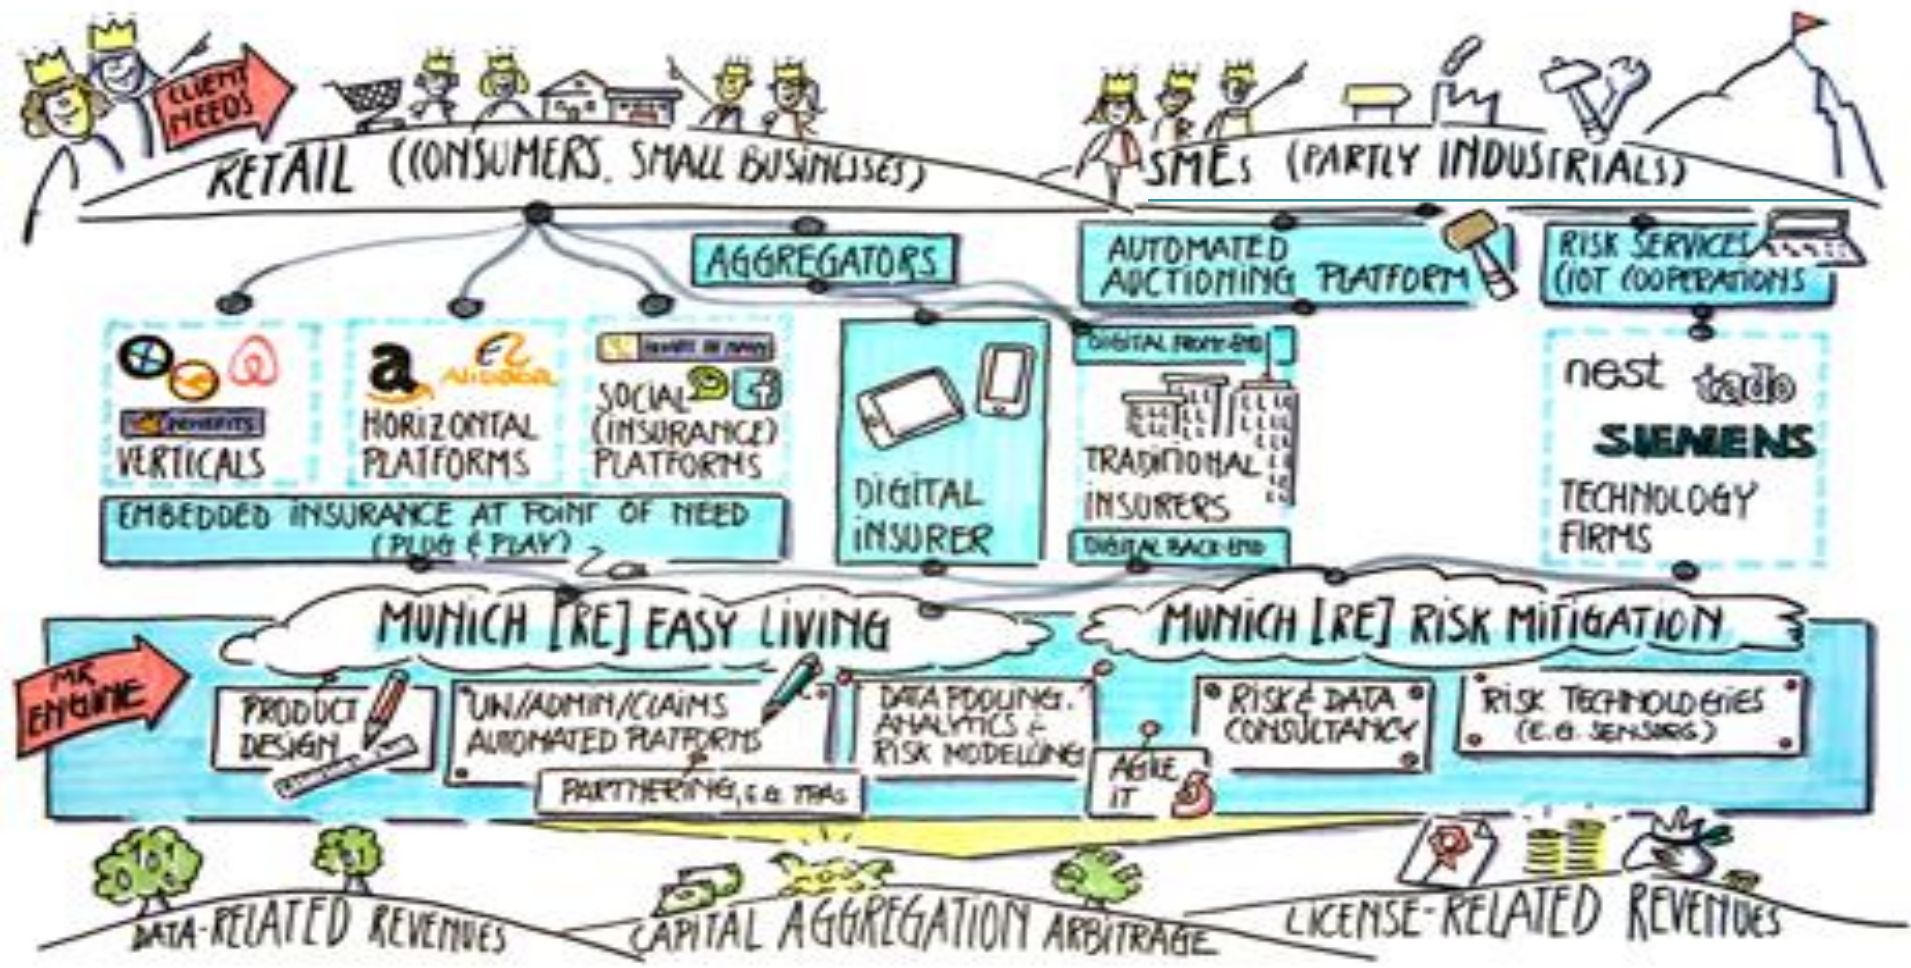 CLIENT
NEEDS
RETAIL (CONSUMERS, SMALL BUSINESSES)
SMEs (PARTLY INDUSTRIALS)
AGGREGATORS
AUTOMATED
AUCTIONING PLATFORM
RISK SERVICES
(IOT COOPERATIONS
BENEFITS
VERTICALS
a
Alibaba
HORIZONTAL
PLATFORMS
SOCIAL
(INSURANCE)
PLATFORMS
EMBEDDED INSURANCE AT POINT OF NEED
(PLUG & PLAY)
DIGITAL
INSURER
DIGITAL FRONT-END
TRADITIONAL
INSURERS
DIGITAL BACK-END
nest tado
SIEMENS
TECHNOLOGY
FIRMS
MUNICH [RE] EASY LIVING
MUNICH [RE] RISK MITIGATION
MR
ENGINE
PRODUCT
DESIGN
UW/ADMIN/CLAIMS
AUTOMATED PLATFORMS
PARTNERING, E.G. TPAs
DATA POOLING,
ANALYTICS &
RISK MODELLING
AGILE
IT
RISK & DATA
CONSULTANCY
RISK TECHNOLOGIES
(E.G. SENSORS)
DATA-RELATED REVENUES
CAPITAL AGGREGATION ARBITRAGE
LICENSE-RELATED REVENUES